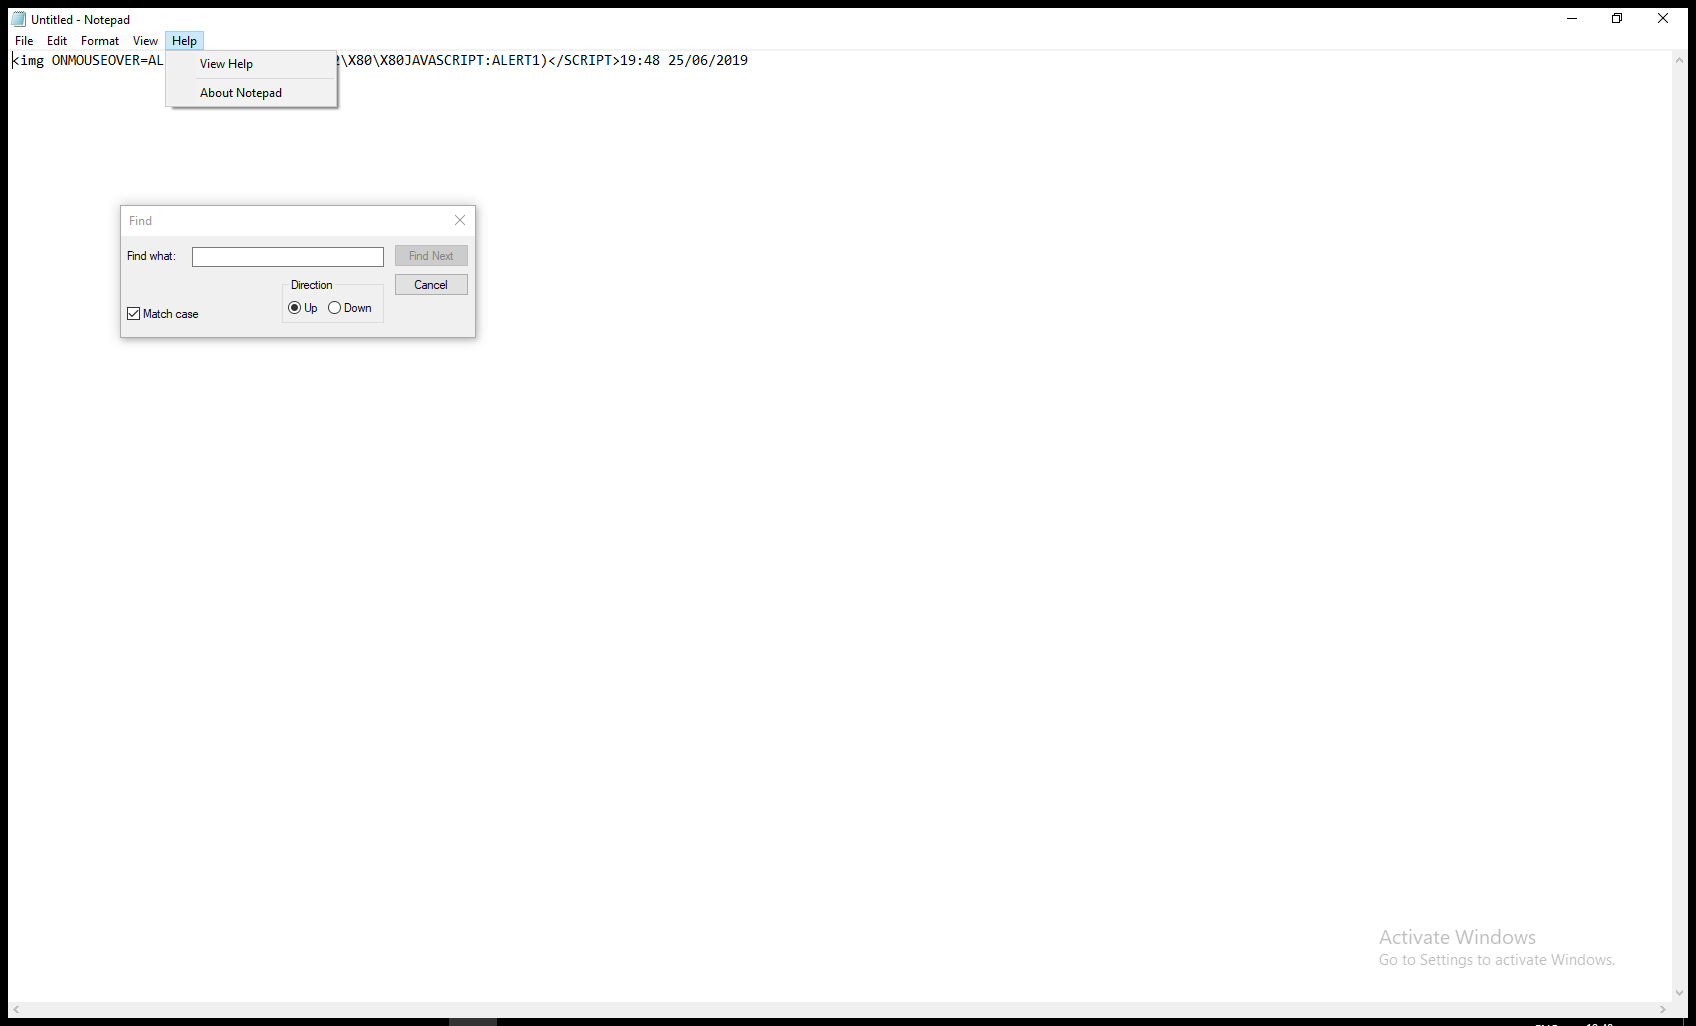 Untitled - Notepad
File Edit Format View Help
<img ONMOUSEOVER=AL \X80\X80JAVASCRIPT:ALERT1)</SCRIPT>19:48 25/06/2019
View Help
About Notepad
Find
Find what:
Find Next
Direction
Cancel
Up Down
Match case
Activate Windows
Go to Settings to activate Windows.